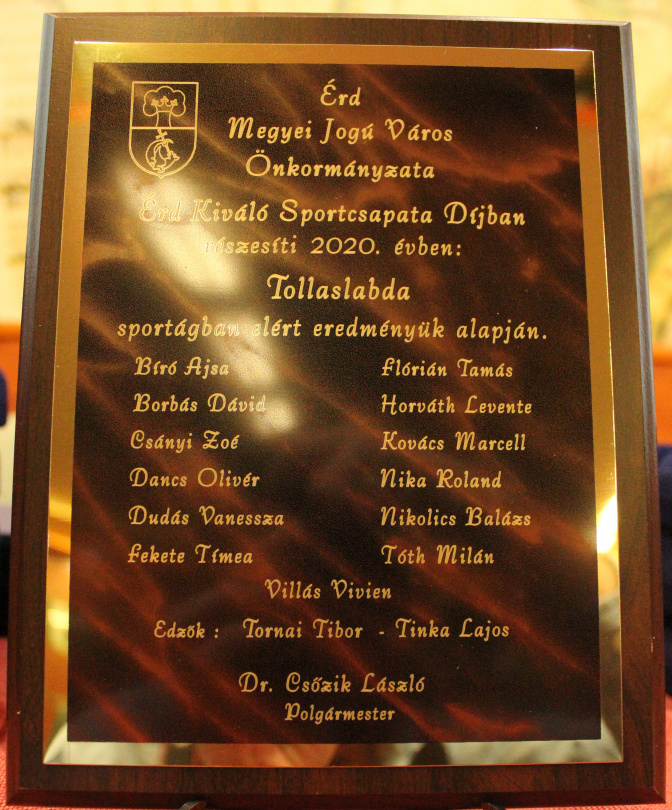 Érd
Megyei Jogú Város
Önkormányzata
Érd Kiváló Sportcsapata Díjban
részesíti 2020. évben:
Tollaslabda
sportágban elért eredményük alapján.
Bíró Ajsa Flórián Tamás
Borbás Dávid Horváth Levente
Csányi Zoé Kovács Marcell
Dancs Olivér Nika Roland
Dudás Vanessza Nikolics Balázs
Fekete Tímea Tóth Milán
Villás Vivien
Edzők : Tornai Tibor - Tinka Lajos
Dr. Csőzik László
Polgármester